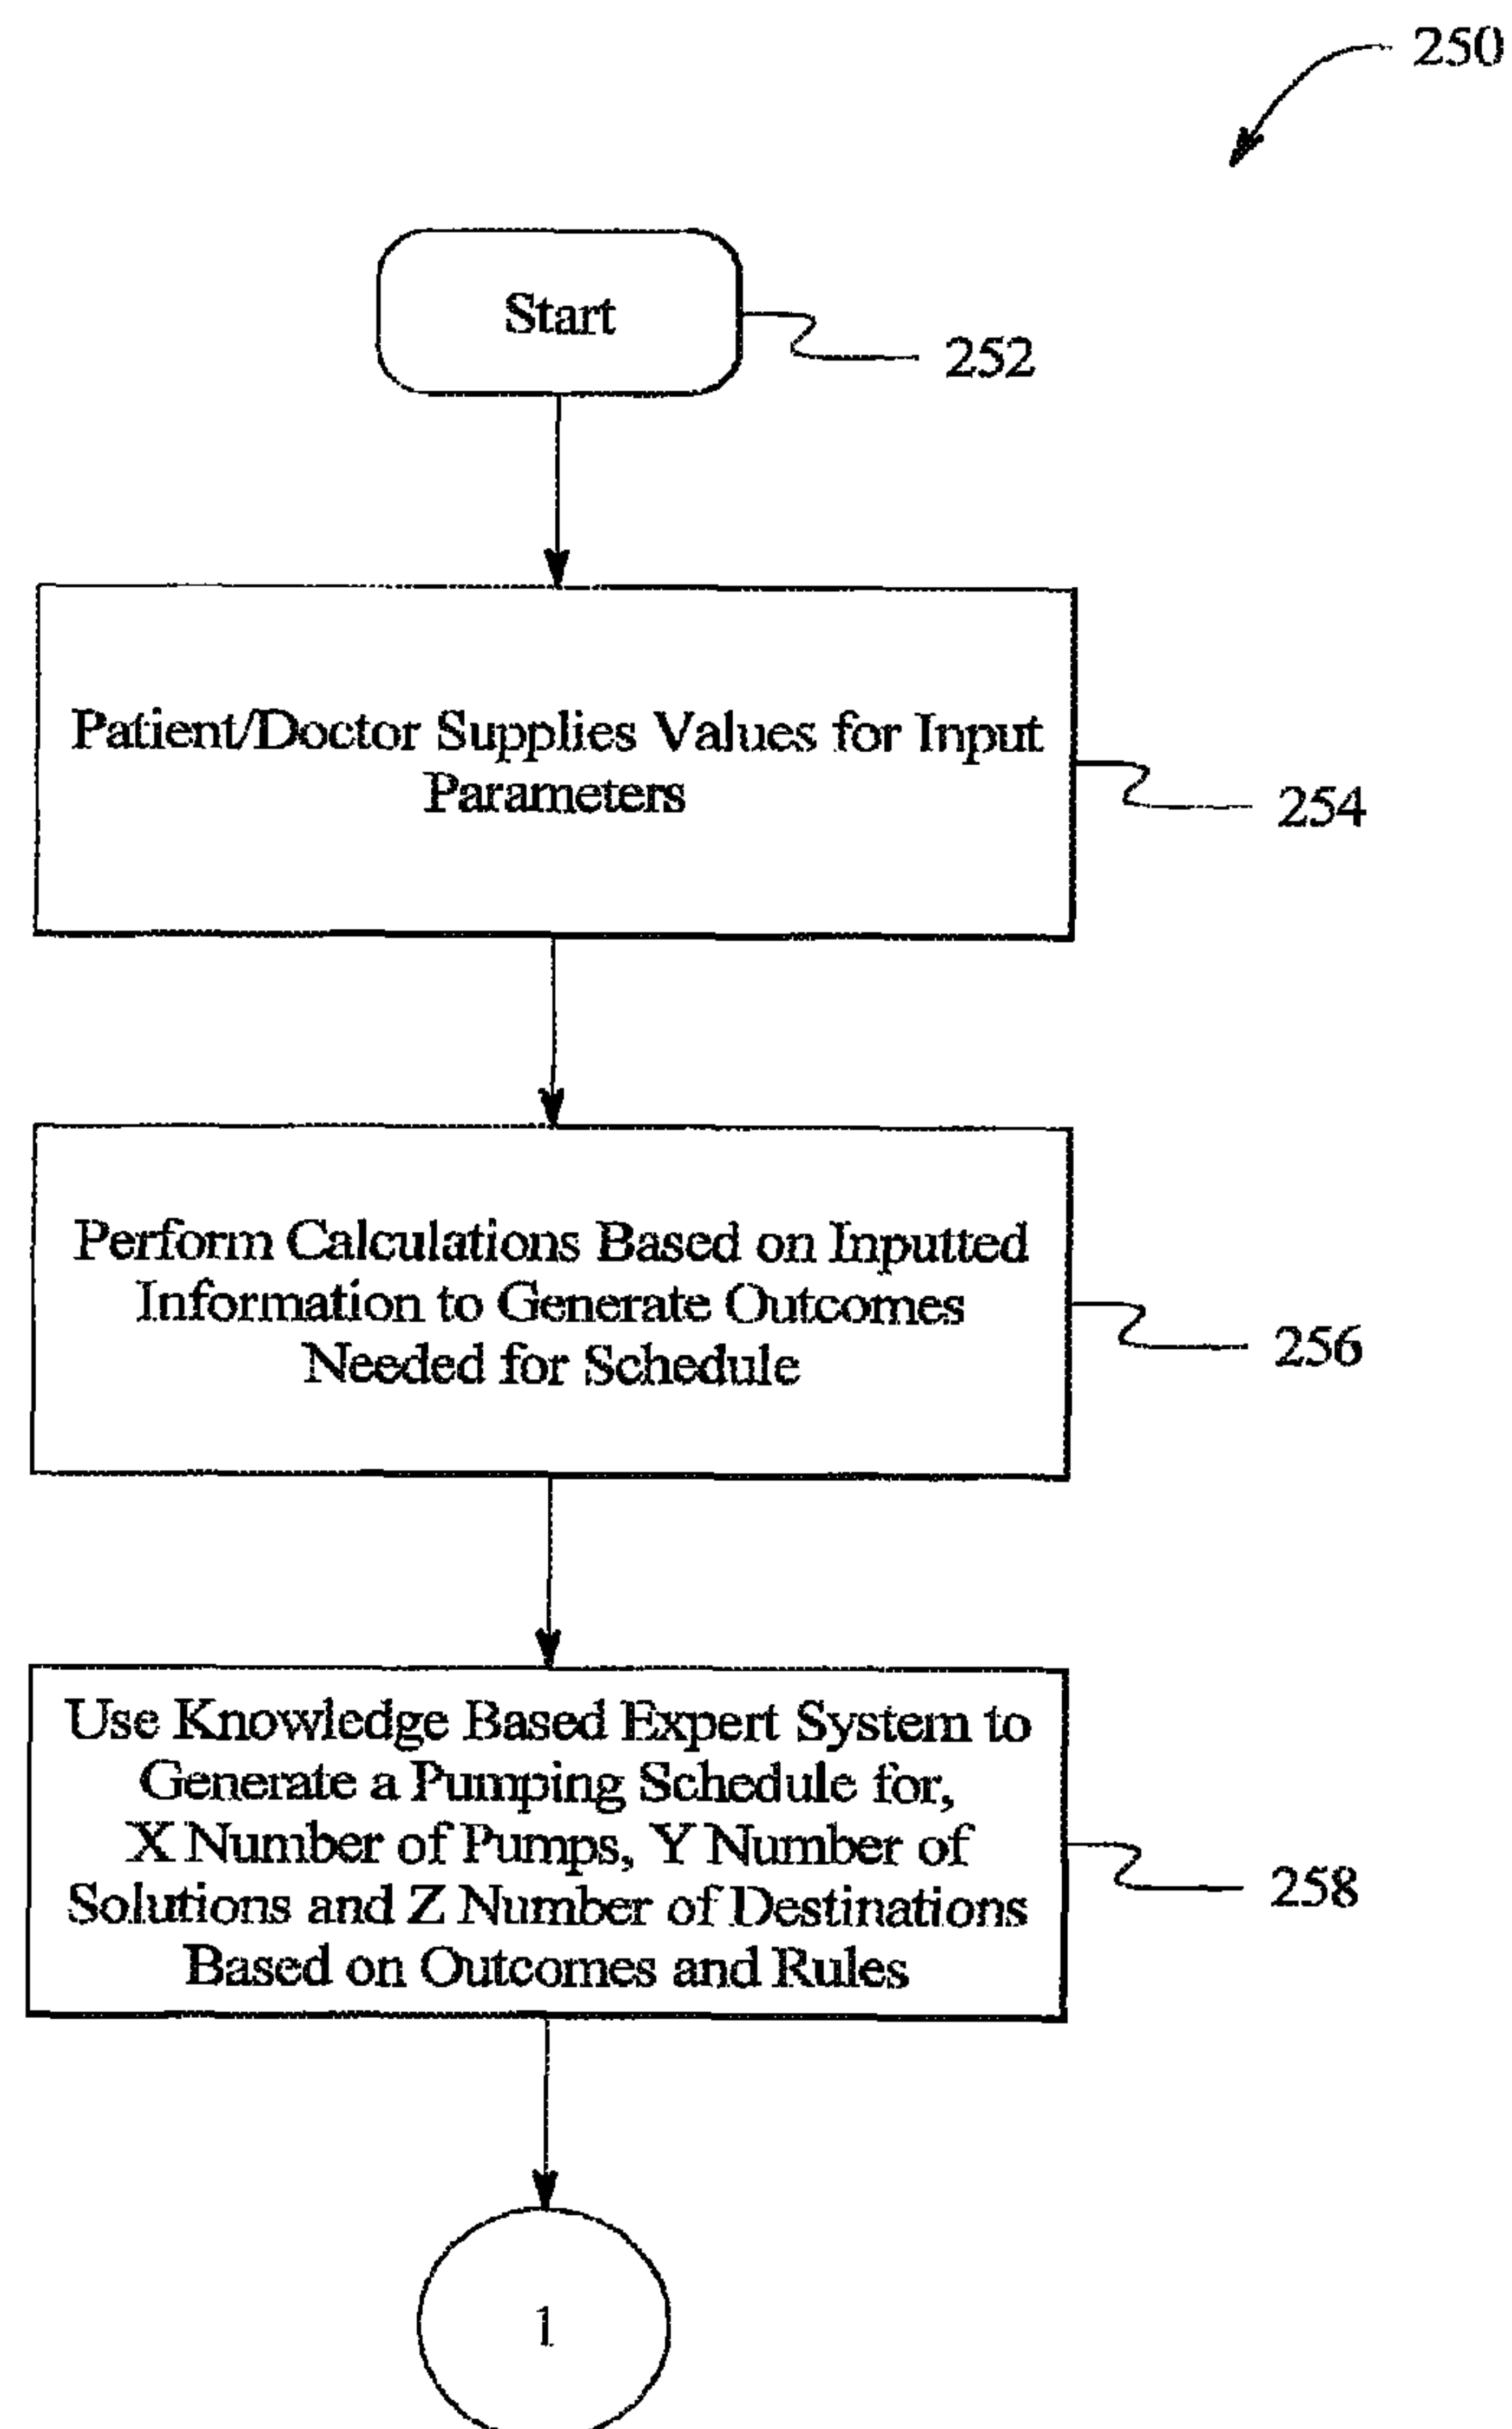 250
Start
252
Patient/Doctor Supplies Values for Input
Parameters
254
Perform Calculations Based on Inputted
Information to Generate Outcomes
Needed for Schedule
256
Use Knowledge Based Expert System to
Generate a Pumping Schedule for,
X Number of Pumps, Y Number of
Solutions and Z Number of Destinations
Based on Outcomes and Rules
258
1